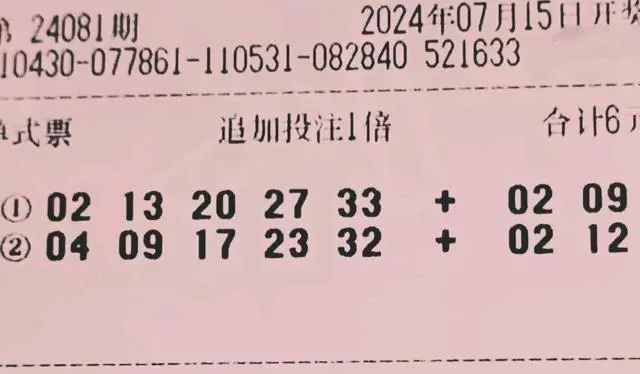 24081期 2024年07月15日开奖
10430-077861-110531-082840 521633
单式票 追加投注1倍 合计6元
① 02 13 20 27 33 + 02 09
② 04 09 17 23 32 + 02 12